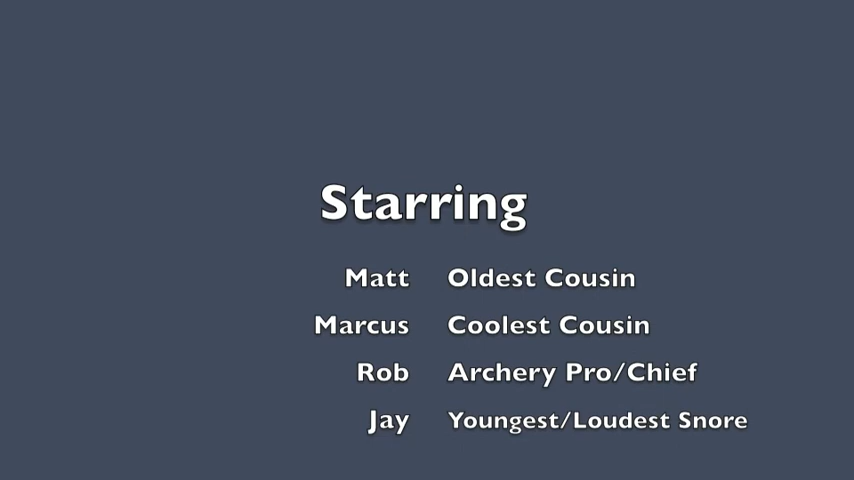 Starring
Matt Oldest Cousin
Marcus Coolest Cousin
Rob Archery Pro/Chief
Jay Youngest/Loudest Snore